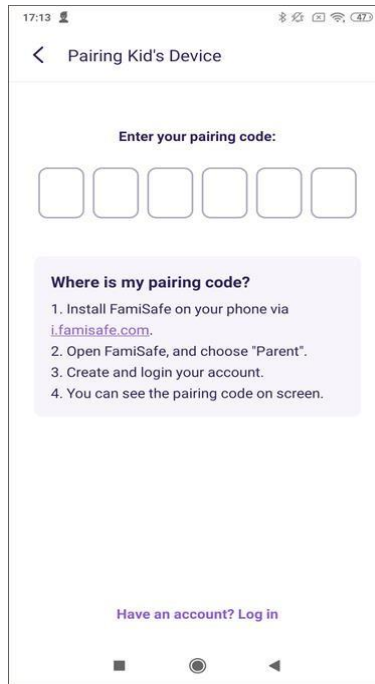 17:13
47
Pairing Kid's Device
Enter your pairing code:
Where is my pairing code?
1. Install FamiSafe on your phone via
i.famisafe.com.
2. Open FamiSafe, and choose "Parent".
3. Create and login your account.
4. You can see the pairing code on screen.
Have an account? Log in